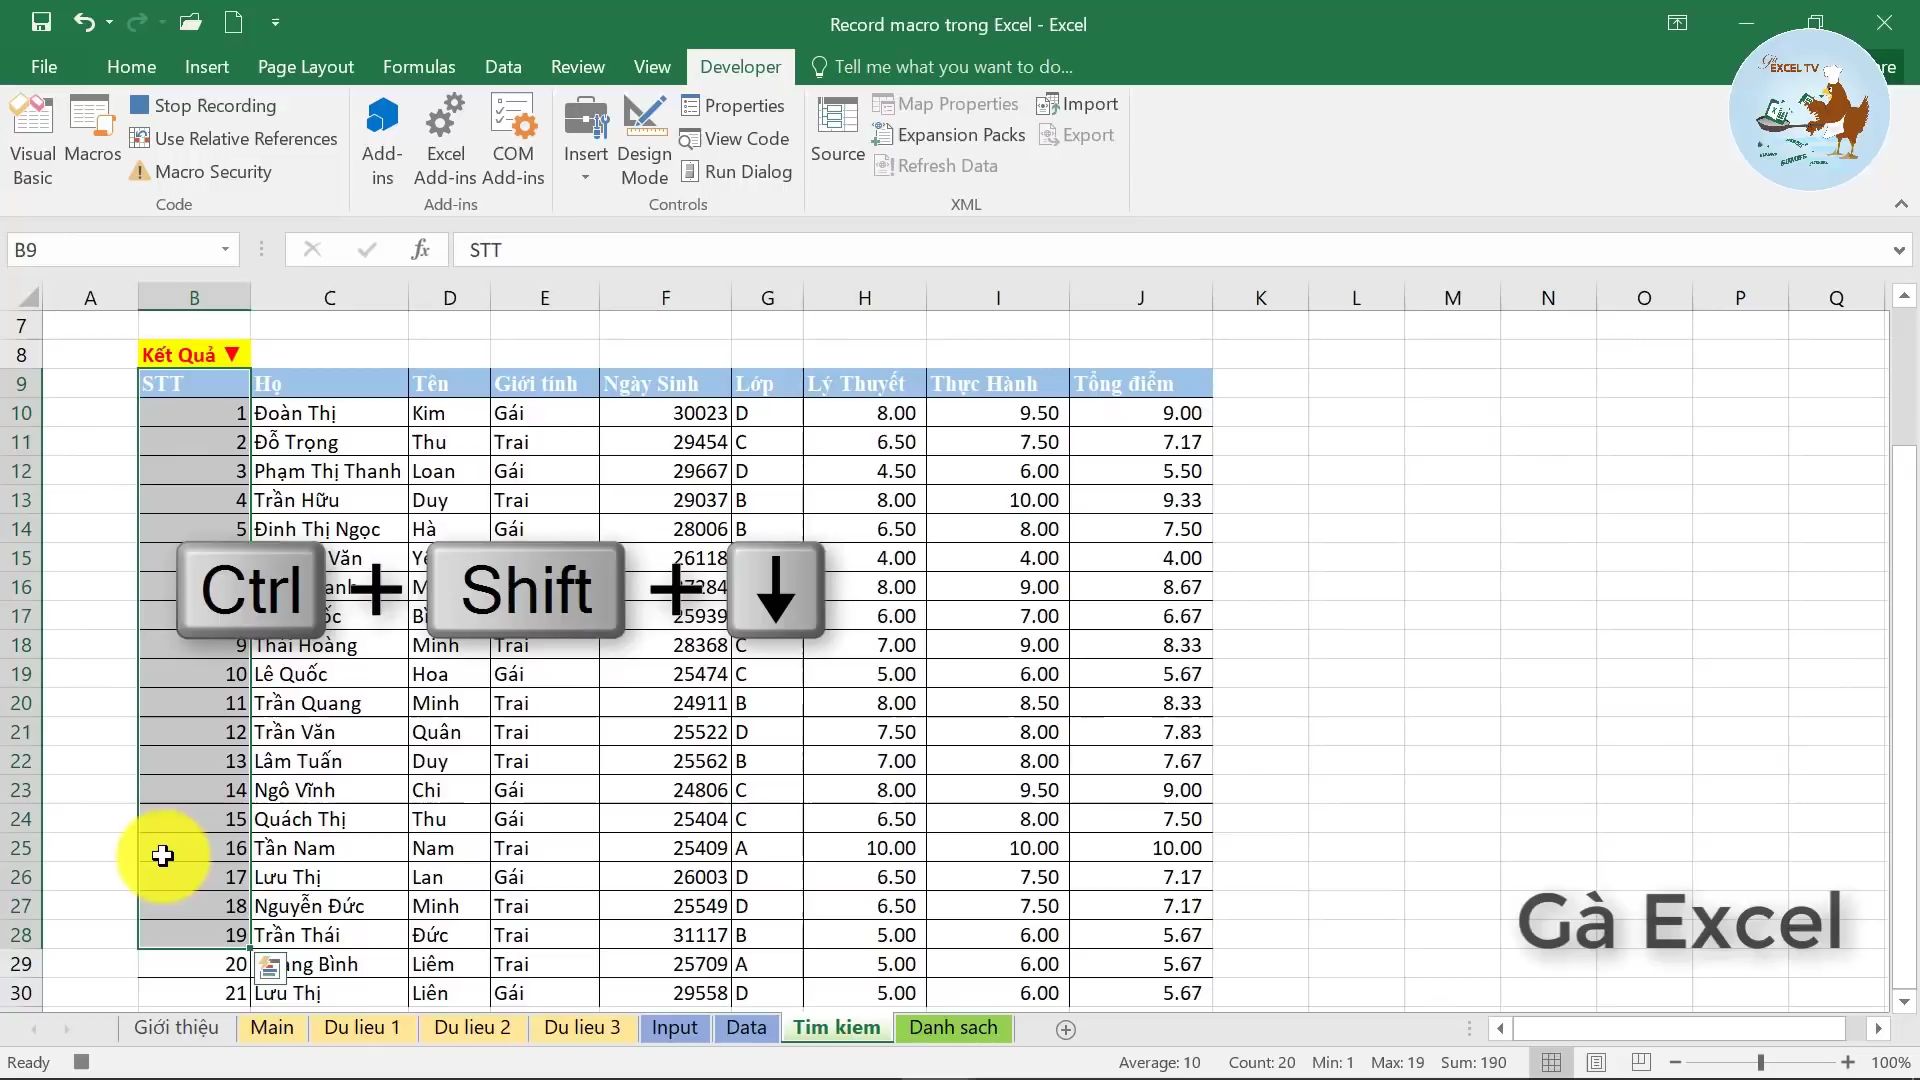 Record macro trong Excel - Excel
File Home Insert Page Layout Formulas Data Review View Developer Tell me what you want to do...
EXCEL TV
Visual Basic
Macros
Stop Recording
Use Relative References
Macro Security
Code
Add-ins
Excel Add-ins
COM Add-ins
Add-ins
Insert
Design Mode
Properties
View Code
Run Dialog
Controls
Source
Map Properties
Expansion Packs
Refresh Data
Import
Export
XML
B9 fx STT
A B C D E F G H I J K L M N O P Q
7
8 Kết Quả ▼
9 STT Họ Tên Giới tính Ngày Sinh Lớp Lý Thuyết Thực Hành Tổng điểm
10 1 Đoàn Thị Kim Gái 30023 D 8.00 9.50 9.00
11 2 Đỗ Trọng Thu Trai 29454 C 6.50 7.50 7.17
12 3 Phạm Thị Thanh Loan Gái 29667 D 4.50 6.00 5.50
13 4 Trần Hữu Duy Trai 29037 B 8.00 10.00 9.33
14 5 Đinh Thị Ngọc Hà Gái 28006 B 6.50 8.00 7.50
15 Văn 26118 4.00 4.00 4.00
16 8.00 9.00 8.67
17 25939 6.00 7.00 6.67
Ctrl + Shift + ↓
18 9 Thái Hoàng Minh Trai 28368 C 7.00 9.00 8.33
19 10 Lê Quốc Hoa Gái 25474 C 5.00 6.00 5.67
20 11 Trần Quang Minh Trai 24911 B 8.00 8.50 8.33
21 12 Trần Văn Quân Trai 25522 D 7.50 8.00 7.83
22 13 Lâm Tuấn Duy Trai 25562 B 7.00 8.00 7.67
23 14 Ngô Vĩnh Chi Gái 24806 C 8.00 9.50 9.00
24 15 Quách Thị Thu Gái 25404 C 6.50 8.00 7.50
25 16 Tần Nam Nam Trai 25409 A 10.00 10.00 10.00
26 17 Lưu Thị Lan Gái 26003 D 6.50 7.50 7.17
27 18 Nguyễn Đức Minh Trai 25549 D 6.50 7.50 7.17
28 19 Trần Thái Đức Trai 31117 B 5.00 6.00 5.67
29 20 Bình Liêm Trai 25709 A 5.00 6.00 5.67
30 21 Lưu Thị Liên Gái 29558 D 5.00 6.00 5.67
Gà Excel
Giới thiệu Main Du lieu 1 Du lieu 2 Du lieu 3 Input Data Tim kiem Danh sach
Ready Average: 10 Count: 20 Min: 1 Max: 19 Sum: 190 100%